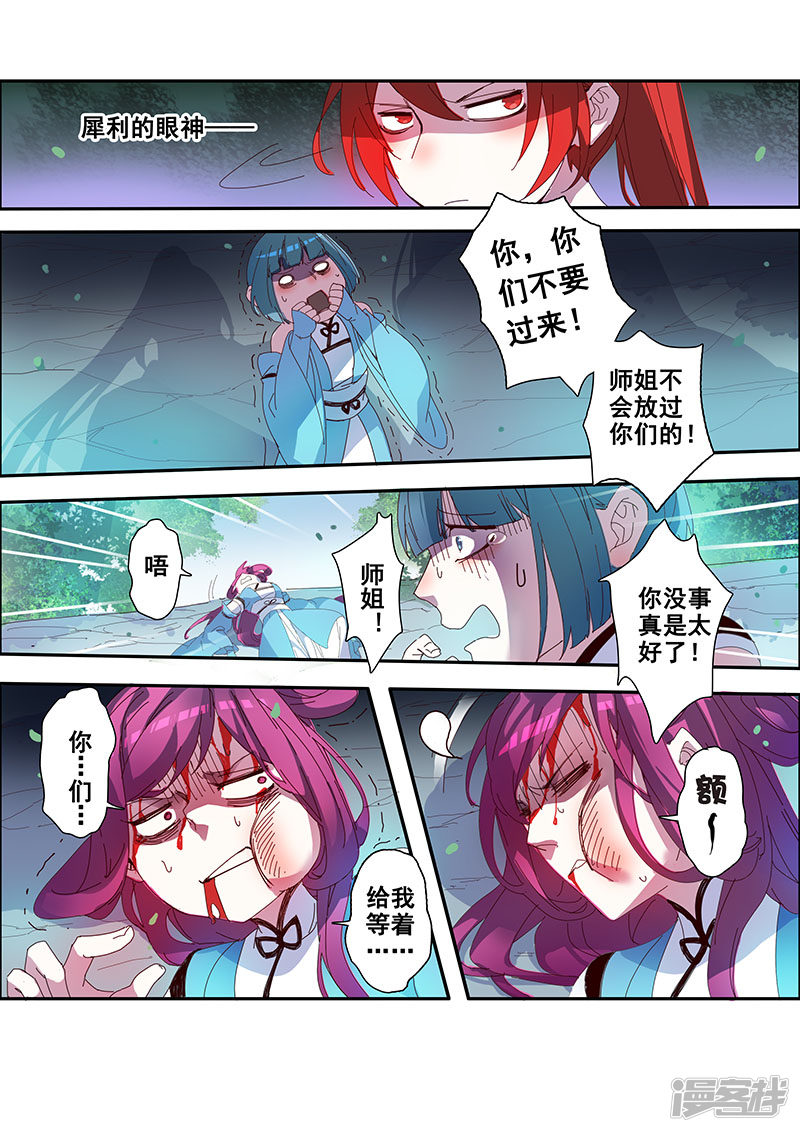 犀利的眼神——
你，你
们不要
过来！
师姐不
会放过
你们的！
唔
师姐！
你没事
真是太
好了！
你……们…
给我
等着
……
额～
漫客栈